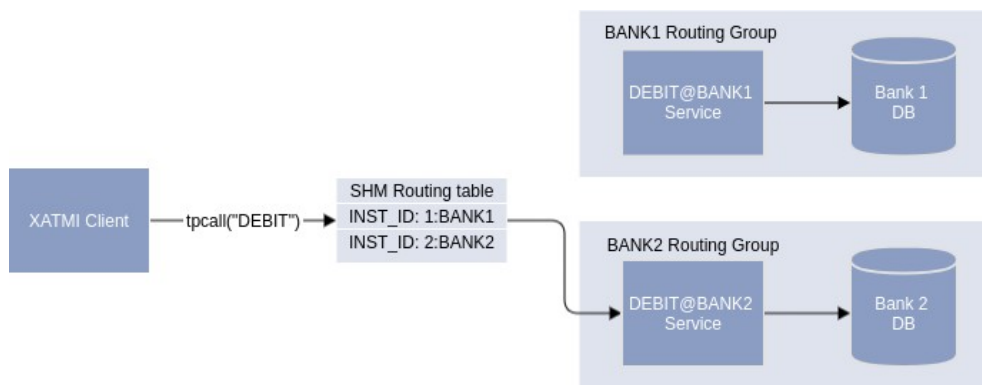 BANK1 Routing Group
DEBIT@BANK1
Service
Bank 1
DB
XATMI Client
tpcall("DEBIT")
SHM Routing table
INST_ID: 1:BANK1
INST_ID: 2:BANK2
BANK2 Routing Group
DEBIT@BANK2
Service
Bank 2
DB